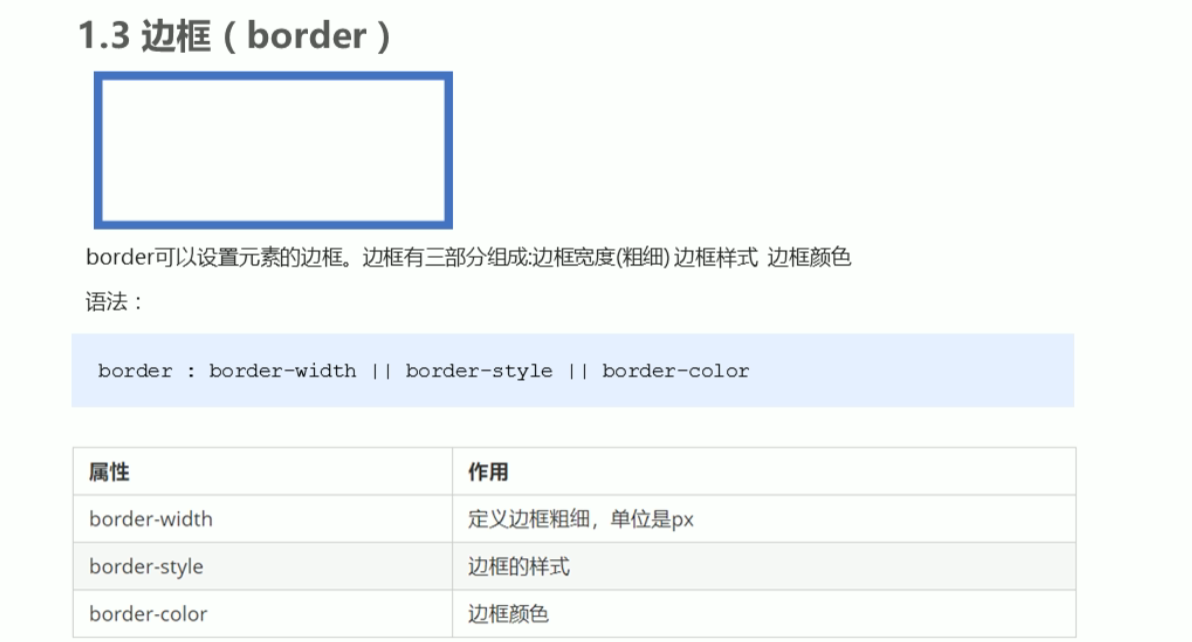 1.3 边框（border）
border可以设置元素的边框。边框有三部分组成:边框宽度(粗细) 边框样式 边框颜色
语法：
border : border-width || border-style || border-color
属性 作用
border-width 定义边框粗细，单位是px
border-style 边框的样式
border-color 边框颜色